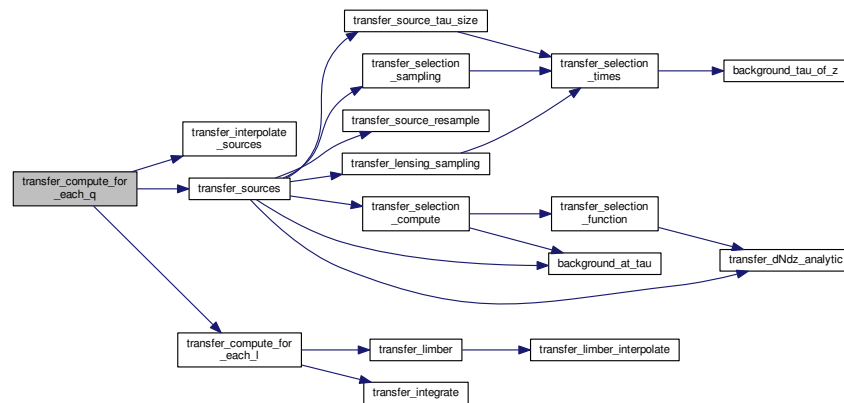 transfer_source_tau_size
transfer_selection
_sampling
transfer_selection
_times
background_tau_of_z
transfer_source_resample
transfer_interpolate
_sources
transfer_lensing_sampling
transfer_compute_for
_each_q
transfer_sources
transfer_selection
_compute
transfer_selection
_function
background_at_tau
transfer_dNdz_analytic
transfer_compute_for
_each_l
transfer_limber
transfer_limber_interpolate
transfer_integrate